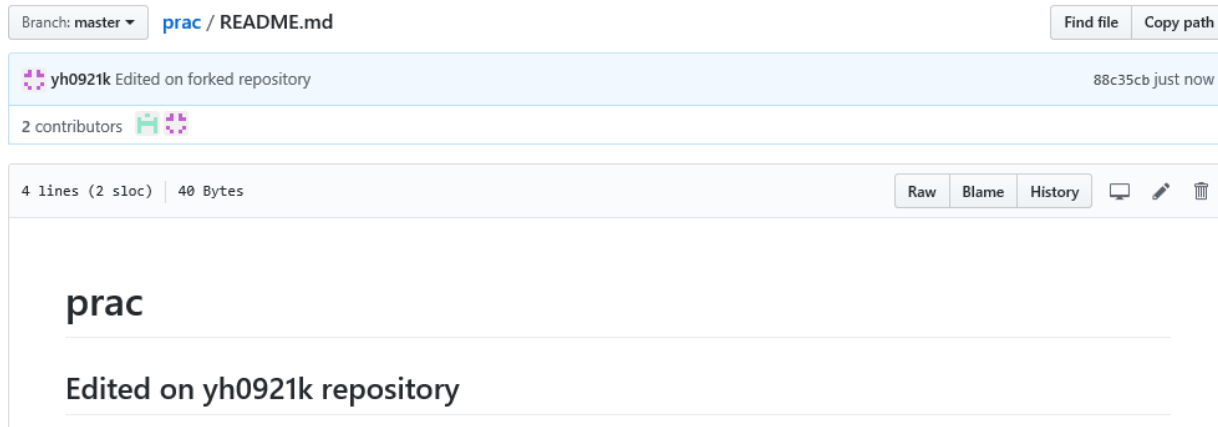 Branch: master prac / README.md Find file Copy path
yh0921k Edited on forked repository 88c35cb just now
2 contributors
4 lines (2 sloc) 40 Bytes Raw Blame History
prac
Edited on yh0921k repository